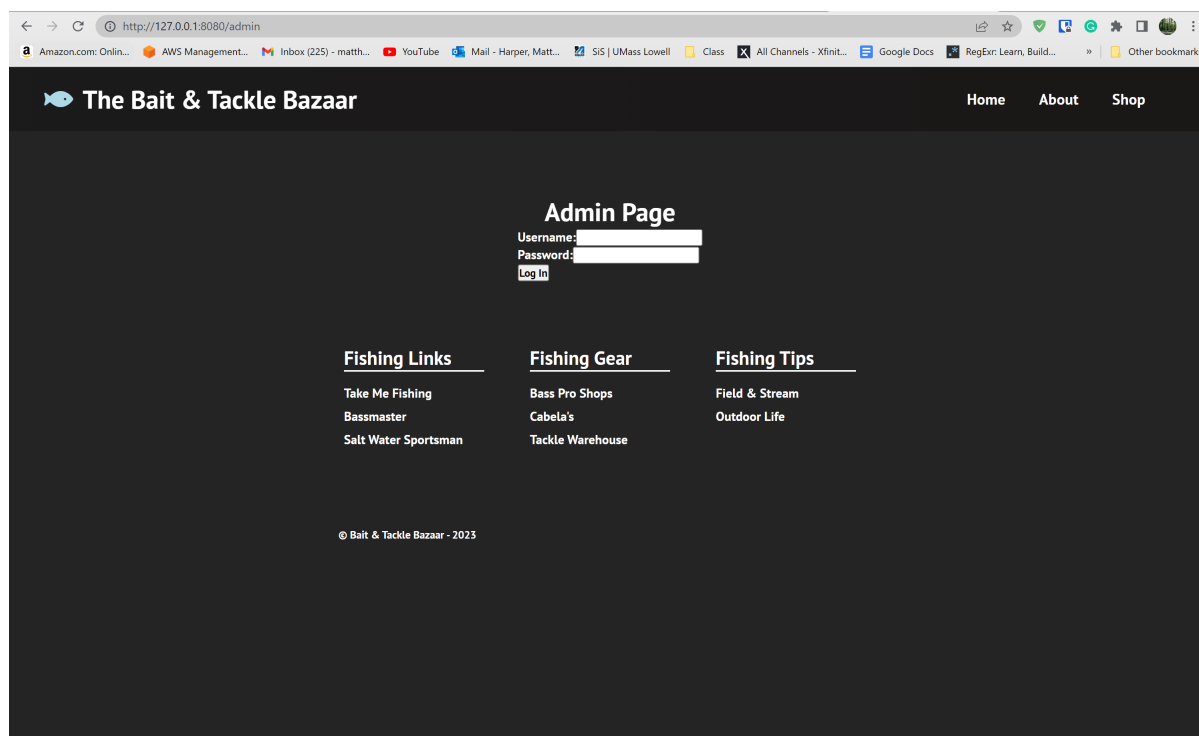 http://127.0.0.1:8080/admin
Amazon.com: Onlin... AWS Management... Inbox (225) - matth... YouTube Mail - Harper, Matt... SiS | UMass Lowell Class All Channels - Xfinit... Google Docs RegExr: Learn, Build... » Other bookmark
The Bait & Tackle Bazaar Home About Shop
Admin Page
Username:
Password:
Log In
Fishing Links Fishing Gear Fishing Tips
Take Me Fishing Bass Pro Shops Field & Stream
Bassmaster Cabela's Outdoor Life
Salt Water Sportsman Tackle Warehouse
© Bait & Tackle Bazaar - 2023